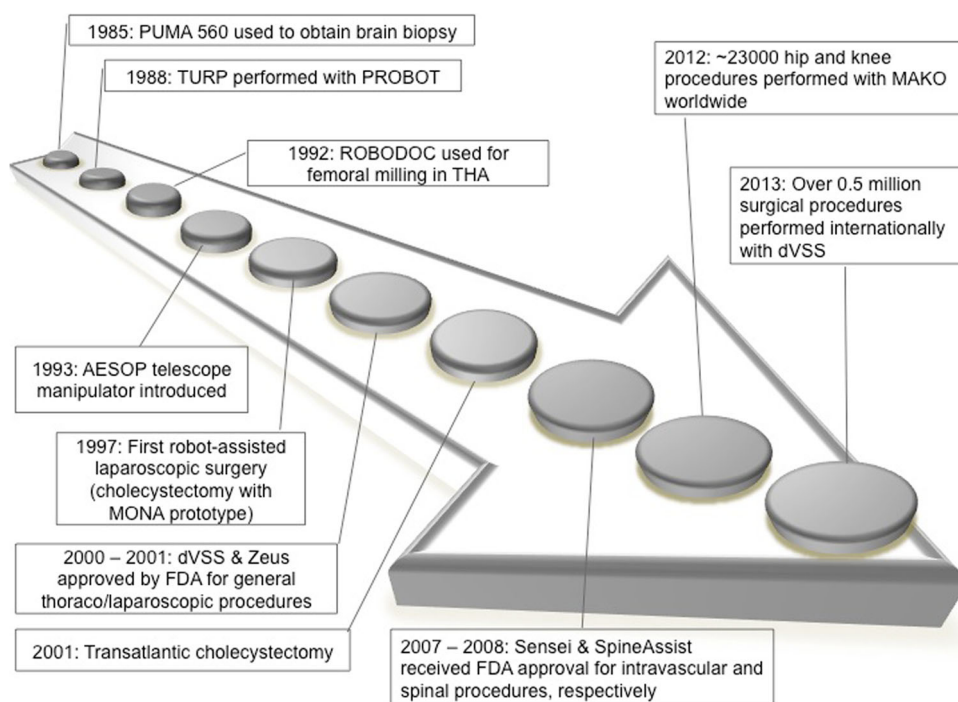 1985: PUMA 560 used to obtain brain biopsy
1988: TURP performed with PROBOT
1992: ROBODOC used for
femoral milling in THA
1993: AESOP telescope
manipulator introduced
1997: First robot-assisted
laparoscopic surgery
(cholecystectomy with
MONA prototype)
2000 – 2001: dVSS & Zeus
approved by FDA for general
thoraco/laparoscopic procedures
2001: Transatlantic cholecystectomy
2007 – 2008: Sensei & SpineAssist
received FDA approval for intravascular and
spinal procedures, respectively
2012: ~23000 hip and knee
procedures performed with MAKO
worldwide
2013: Over 0.5 million
surgical procedures
performed internationally
with dVSS